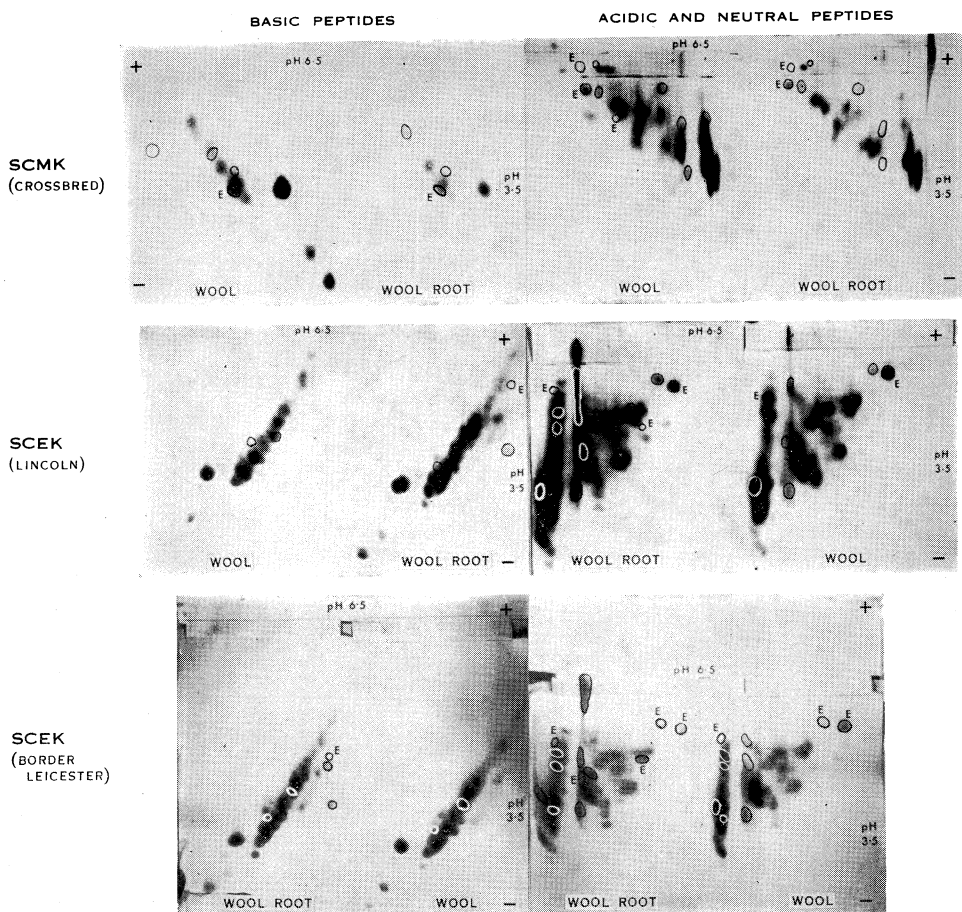 BASIC PEPTIDES
ACIDIC AND NEUTRAL PEPTIDES
SCMK
(CROSSBRED)
+
pH 6·5
E
pH
3·5
−
WOOL
WOOL ROOT
E
pH 6·5
+
E
E
E
E
E
pH
3·5
−
WOOL
WOOL ROOT
SCEK
(LINCOLN)
pH 6·5
+
E
pH
3·5
WOOL
WOOL ROOT
−
pH 6·5
+
E
E
E
E
E
pH
3·5
WOOL ROOT
WOOL
−
SCEK
(BORDER
LEICESTER)
pH 6·5
+
E
pH
3·5
WOOL ROOT
WOOL
−
+
pH 6·5
E
E
E
E
E
E
pH
3·5
WOOL ROOT
WOOL
−